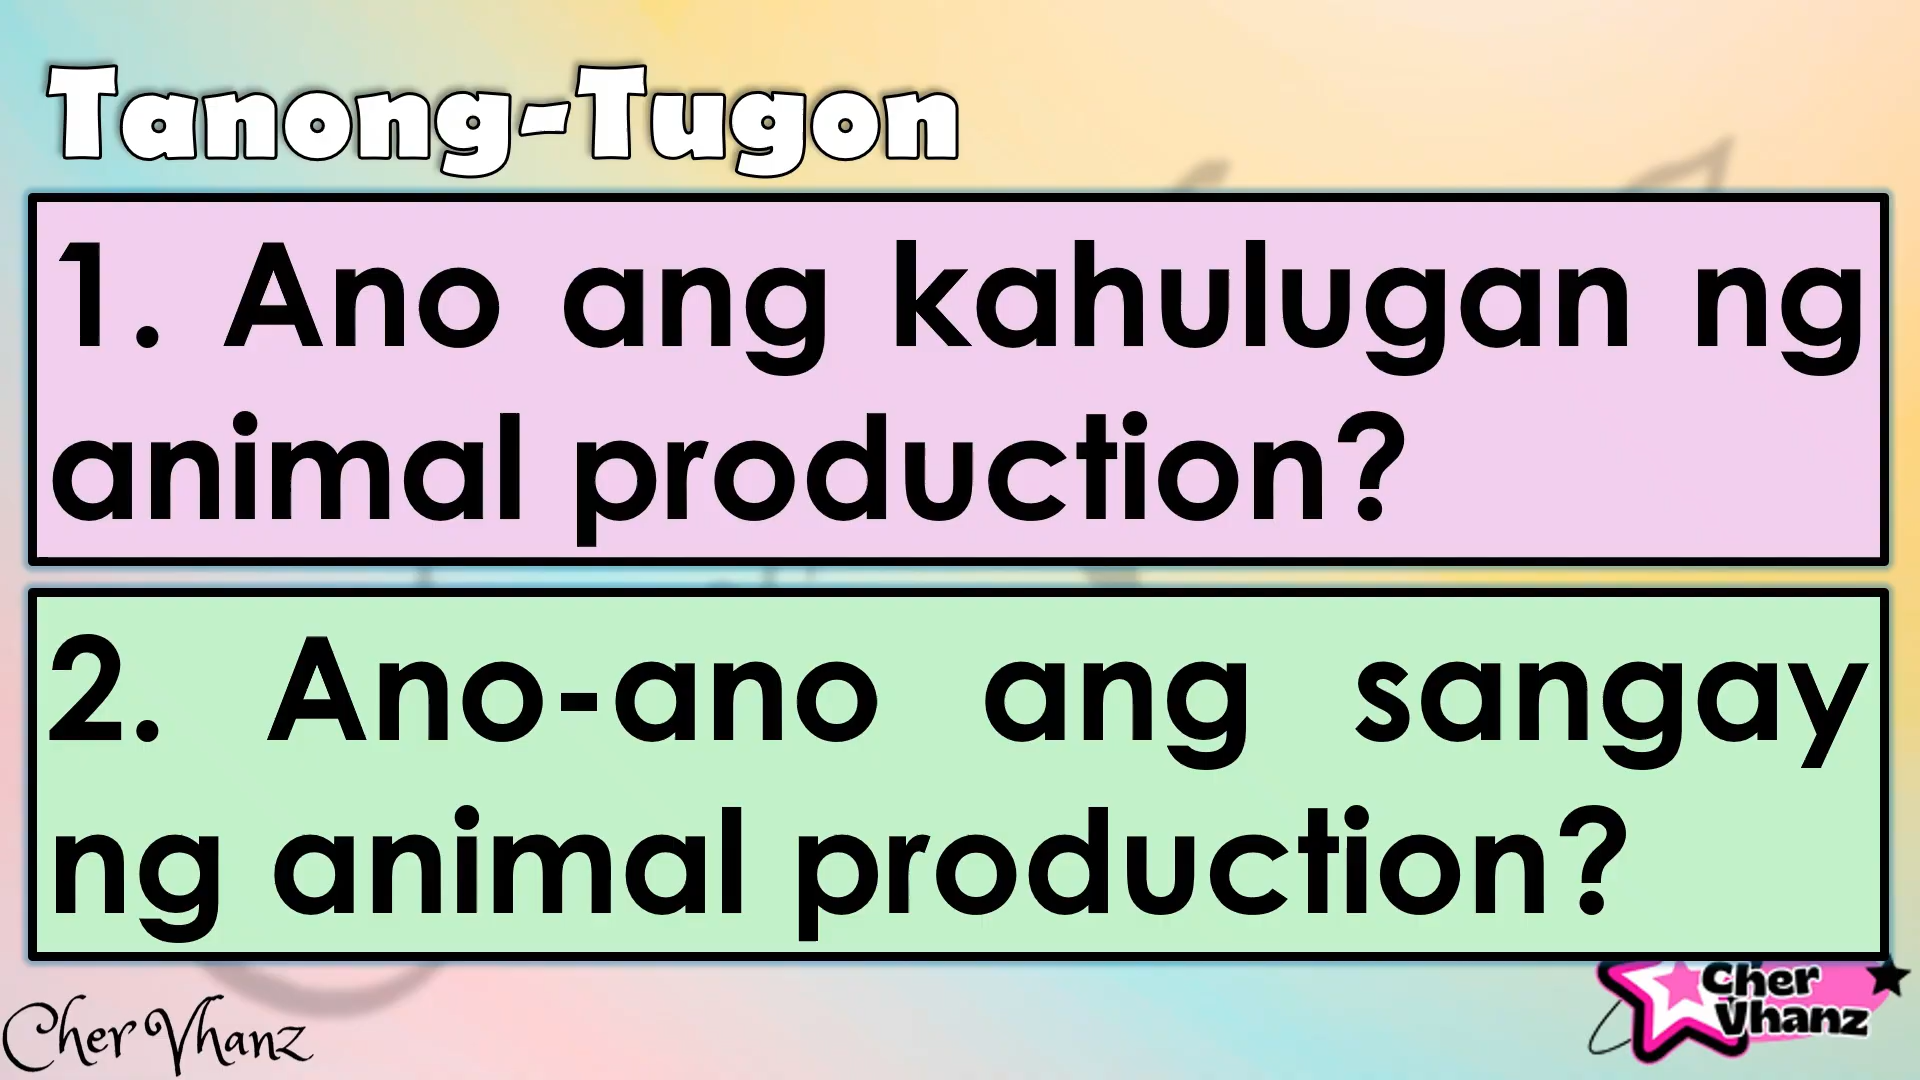 Tanong-Tugon
1. Ano ang kahulugan ng
animal production?
2. Ano-ano ang sangay
ng animal production?
Cher Vhanz
Cher
Vhanz